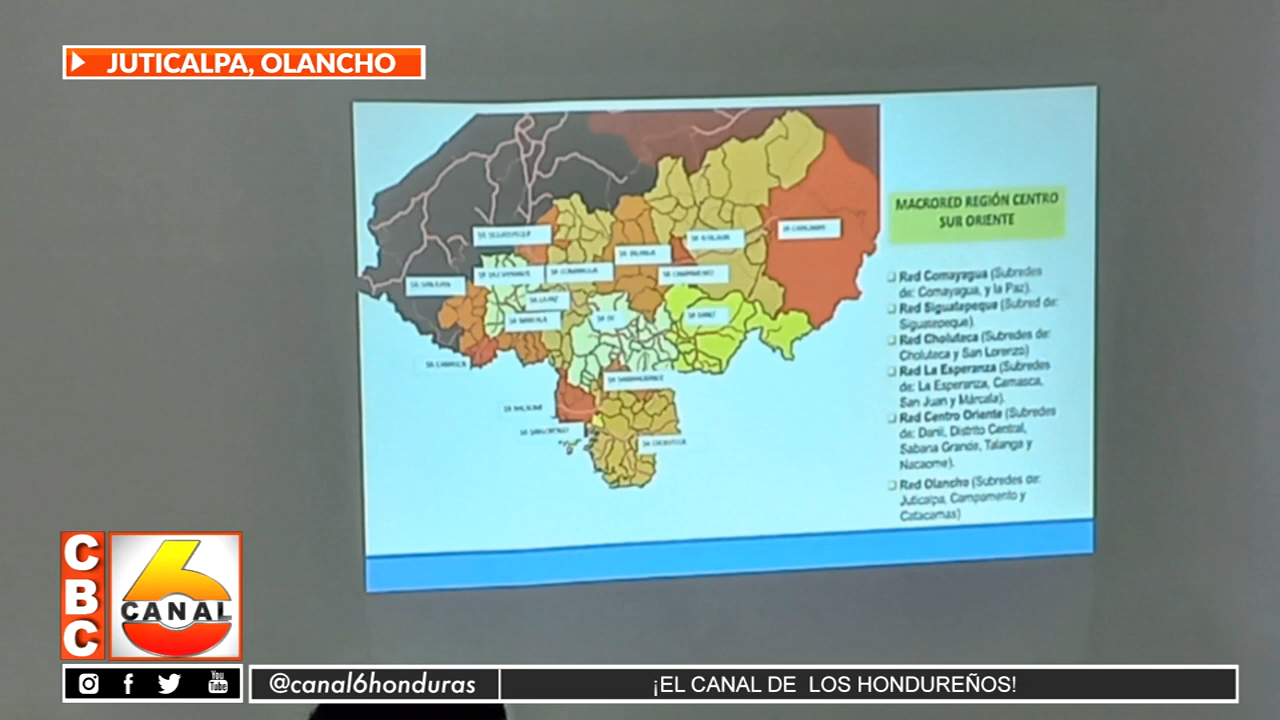 JUTICALPA, OLANCHO
MACRORED REGIÓN CENTRO
SUR ORIENTE
Red Comayagua (Subredes
de: Comayagua, y la Paz).
Red Siguatepeque (Subred de:
Siguatepeque).
Red Choluteca (Subredes de:
Choluteca y San Lorenzo)
Red La Esperanza (Subredes
de: La Esperanza, Camasca,
San Juan y Márcala).
Red Centro Oriente (Subredes
de: Danlí, Distrito Central,
Sabana Grande, Talanga y
Nacaome).
Red Olancho (Subredes de:
Juticalpa, Campamento y
Catacamas)
CBC
6
CANAL
You
Tube
@canal6honduras
¡EL CANAL DE LOS HONDUREÑOS!